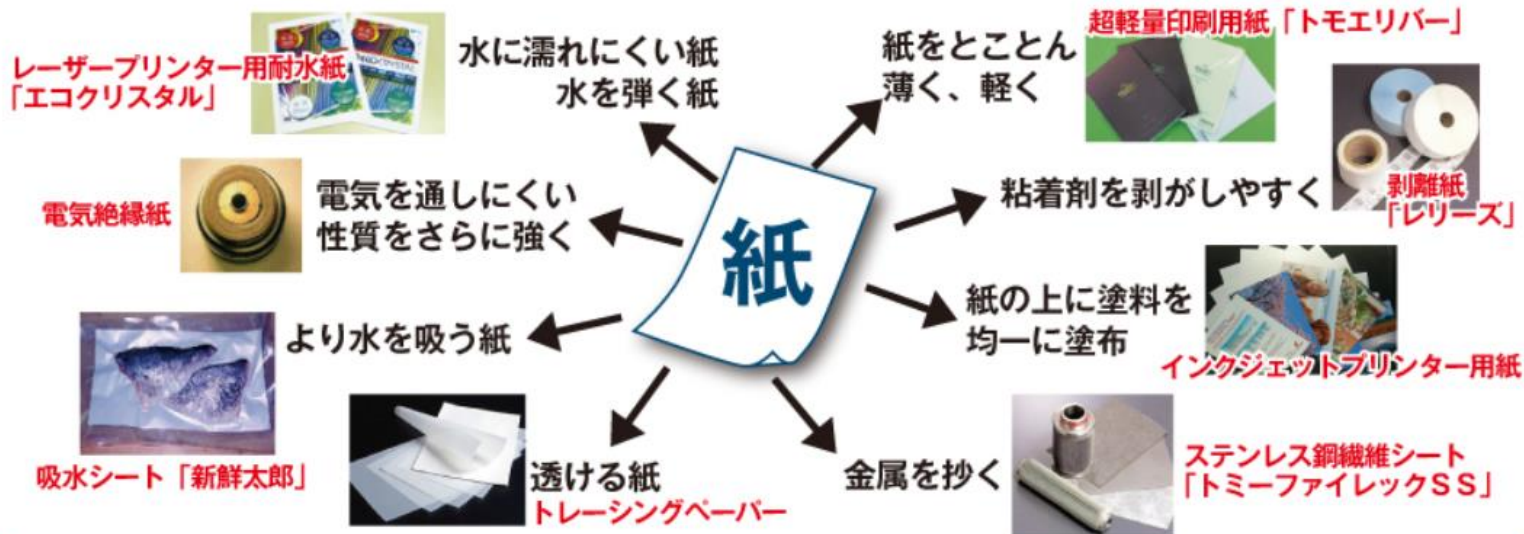 レーザープリンター用耐水紙
「エコクリスタル」
水に濡れにくい紙
水を弾く紙
紙をとことん
薄く、軽く
超軽量印刷用紙「トモエリバー」
電気絶縁紙
電気を通しにくい
性質をさらに強く
紙
粘着剤を剥がしやすく
剥離紙
「レリーズ」
より水を吸う紙
吸水シート「新鮮太郎」
紙の上に塗料を
均一に塗布
インクジェットプリンター用紙
透ける紙
トレーシングペーパー
金属を抄く
ステンレス鋼繊維シート
「トミーファイレックＳＳ」